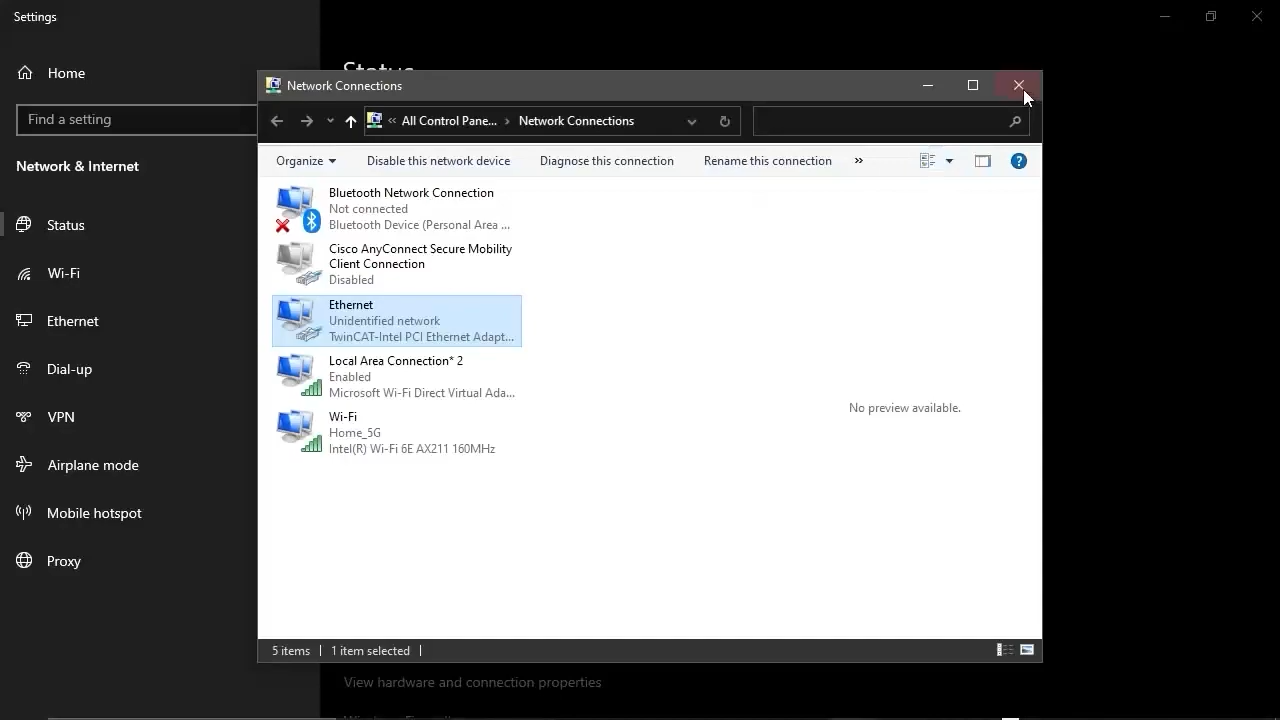 Settings
Home
Find a setting
Network & Internet
Status
Wi-Fi
Ethernet
Dial-up
VPN
Airplane mode
Mobile hotspot
Proxy
Status
Network Connections
« All Control Pane... › Network Connections
Organize Disable this network device Diagnose this connection Rename this connection »
Bluetooth Network Connection
Not connected
Bluetooth Device (Personal Area ...
Cisco AnyConnect Secure Mobility
Client Connection
Disabled
Ethernet
Unidentified network
TwinCAT-Intel PCI Ethernet Adapt...
Local Area Connection* 2
Enabled
Microsoft Wi-Fi Direct Virtual Ada...
Wi-Fi
Home_5G
Intel(R) Wi-Fi 6E AX211 160MHz
No preview available.
5 items | 1 item selected |
View hardware and connection properties